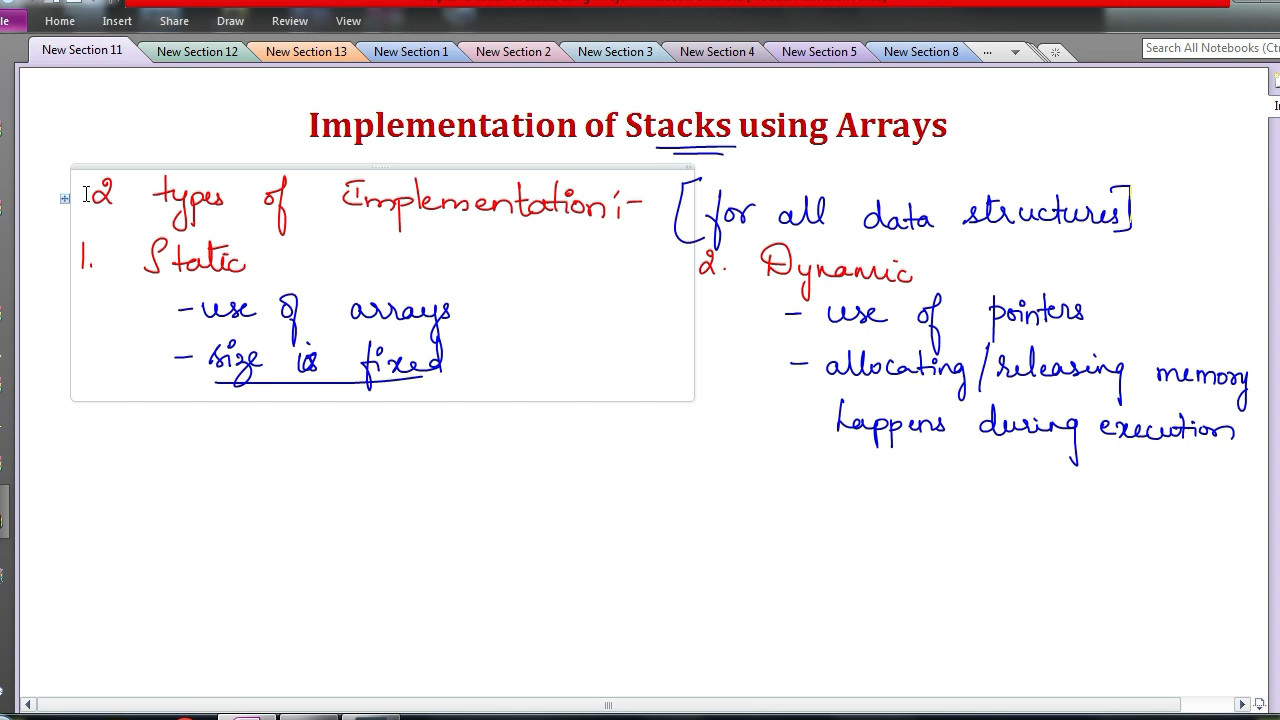 Home Insert Share Draw Review View
New Section 11 New Section 12 New Section 13 New Section 1 New Section 2 New Section 3 New Section 4 New Section 5 New Section 8 ... Search All Notebooks (Ctr
Implementation of Stacks using Arrays
2 types of Implementation:- [for all data structures]
1. Static
- use of arrays
- size is fixed
2. Dynamic
- use of pointers
- allocating/releasing memory
happens during execution